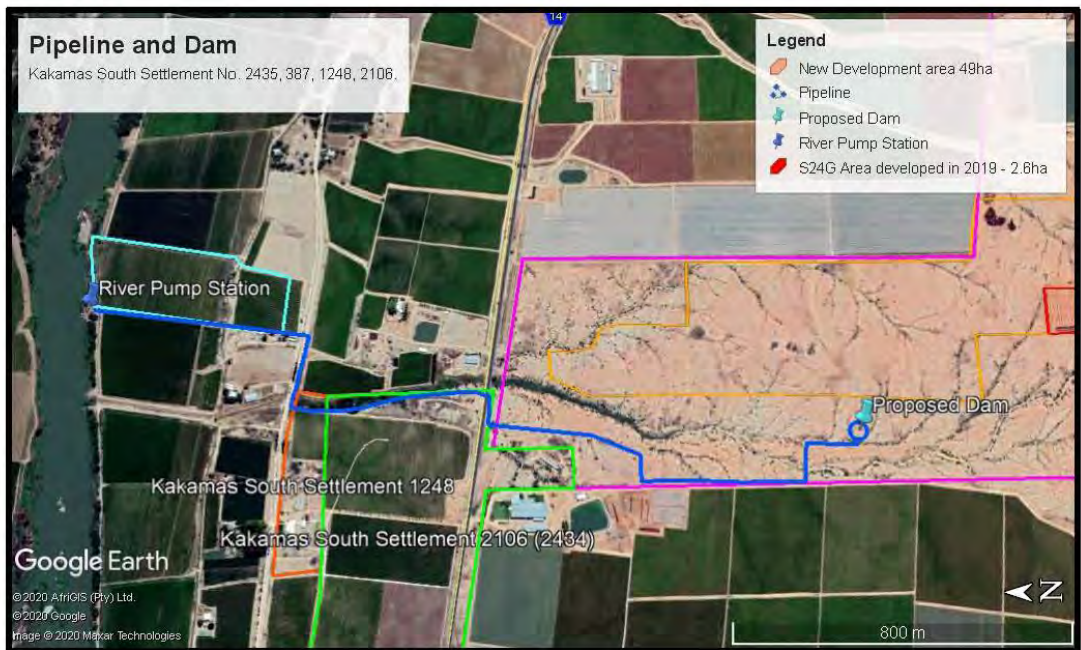 Pipeline and Dam
Kakamas South Settlement No. 2435, 387, 1248, 2106.
14
Legend
New Development area 49ha
Pipeline
Proposed Dam
River Pump Station
S24G Area developed in 2019 - 2.6ha
River Pump Station
Proposed Dam
Kakamas South Settlement 1248
Kakamas South Settlement 2106 (2434)
Google Earth
©2020 AfriGIS (Pty) Ltd.
©2020 Google
Image © 2020 Maxar Technologies
N
800 m